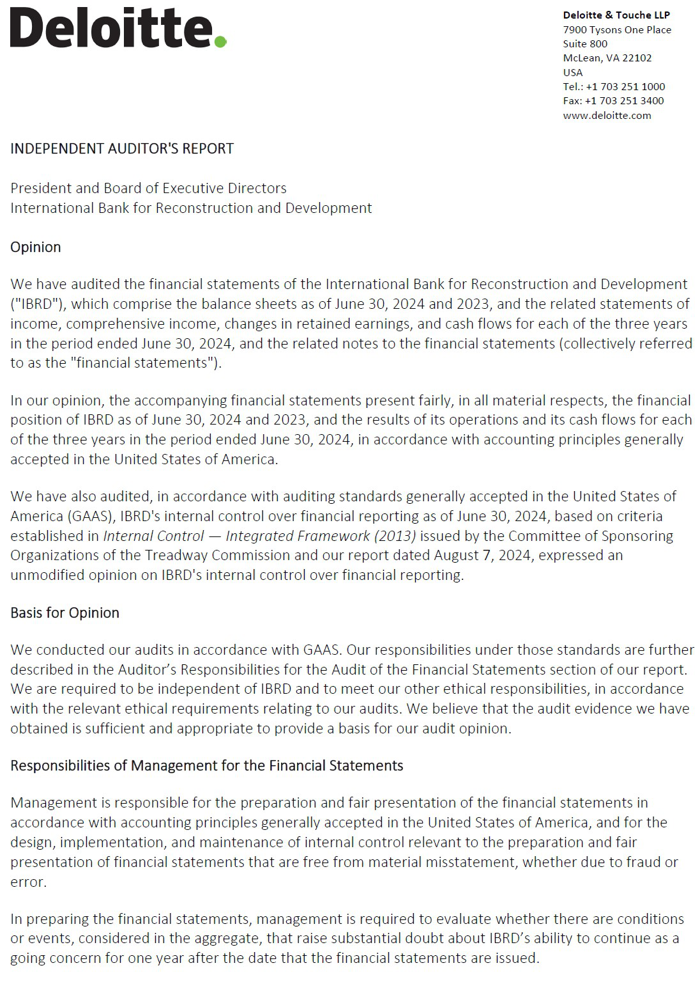 Deloitte.
Deloitte & Touche LLP
7900 Tysons One Place
Suite 800
McLean, VA 22102
USA
Tel.: +1 703 251 1000
Fax: +1 703 251 3400
www.deloitte.com
INDEPENDENT AUDITOR'S REPORT
President and Board of Executive Directors
International Bank for Reconstruction and Development
Opinion
We have audited the financial statements of the International Bank for Reconstruction and Development
("IBRD"), which comprise the balance sheets as of June 30, 2024 and 2023, and the related statements of
income, comprehensive income, changes in retained earnings, and cash flows for each of the three years
in the period ended June 30, 2024, and the related notes to the financial statements (collectively referred
to as the "financial statements").
In our opinion, the accompanying financial statements present fairly, in all material respects, the financial
position of IBRD as of June 30, 2024 and 2023, and the results of its operations and its cash flows for each
of the three years in the period ended June 30, 2024, in accordance with accounting principles generally
accepted in the United States of America.
We have also audited, in accordance with auditing standards generally accepted in the United States of
America (GAAS), IBRD's internal control over financial reporting as of June 30, 2024, based on criteria
established in Internal Control — Integrated Framework (2013) issued by the Committee of Sponsoring
Organizations of the Treadway Commission and our report dated August 7, 2024, expressed an
unmodified opinion on IBRD's internal control over financial reporting.
Basis for Opinion
We conducted our audits in accordance with GAAS. Our responsibilities under those standards are further
described in the Auditor’s Responsibilities for the Audit of the Financial Statements section of our report.
We are required to be independent of IBRD and to meet our other ethical responsibilities, in accordance
with the relevant ethical requirements relating to our audits. We believe that the audit evidence we have
obtained is sufficient and appropriate to provide a basis for our audit opinion.
Responsibilities of Management for the Financial Statements
Management is responsible for the preparation and fair presentation of the financial statements in
accordance with accounting principles generally accepted in the United States of America, and for the
design, implementation, and maintenance of internal control relevant to the preparation and fair
presentation of financial statements that are free from material misstatement, whether due to fraud or
error.
In preparing the financial statements, management is required to evaluate whether there are conditions
or events, considered in the aggregate, that raise substantial doubt about IBRD’s ability to continue as a
going concern for one year after the date that the financial statements are issued.